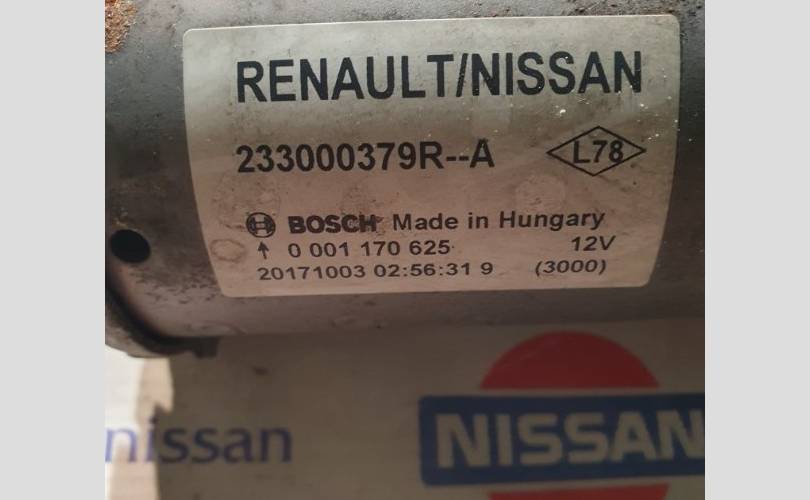 RENAULT/NISSAN
233000379R--A
L78
BOSCH Made in Hungary
0 001 170 625 12V
20171003 02:56:31 9 (3000)
nissan
NISSAN